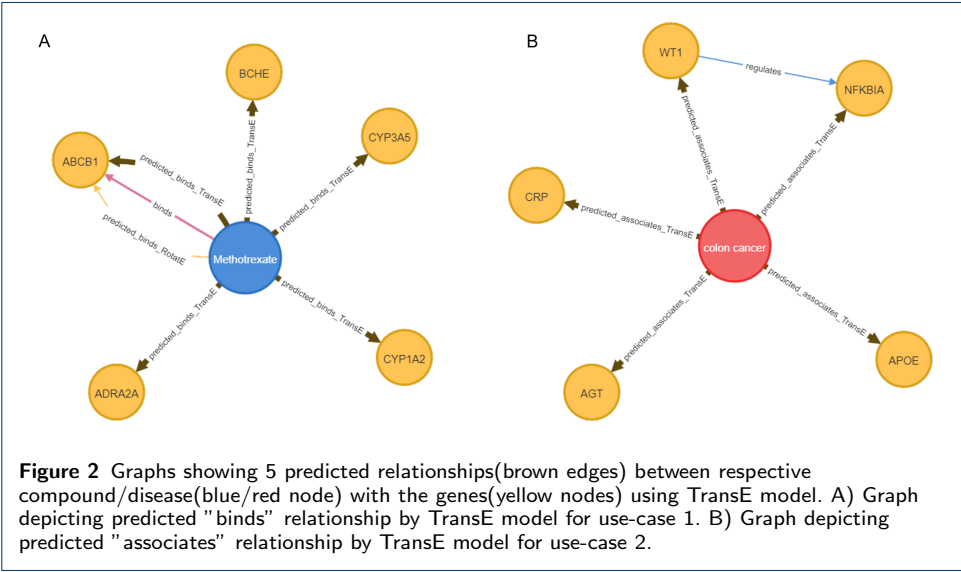 A
BCHE
CYP3A5
ABCB1
predicted_binds_TransE
predicted_binds_TransE
predicted_binds_TransE
binds
predicted_binds_RotatE
Methotrexate
predicted_binds_TransE
predicted_binds_TransE
CYP1A2
ADRA2A
B
WT1
regulates
NFKBIA
predicted_associates_TransE
predicted_associates_TransE
CRP
predicted_associates_TransE
colon cancer
predicted_associates_TransE
predicted_associates_TransE
APOE
AGT
Figure 2 Graphs showing 5 predicted relationships(brown edges) between respective
compound/disease(blue/red node) with the genes(yellow nodes) using TransE model. A) Graph
depicting predicted "binds" relationship by TransE model for use-case 1. B) Graph depicting
predicted "associates" relationship by TransE model for use-case 2.